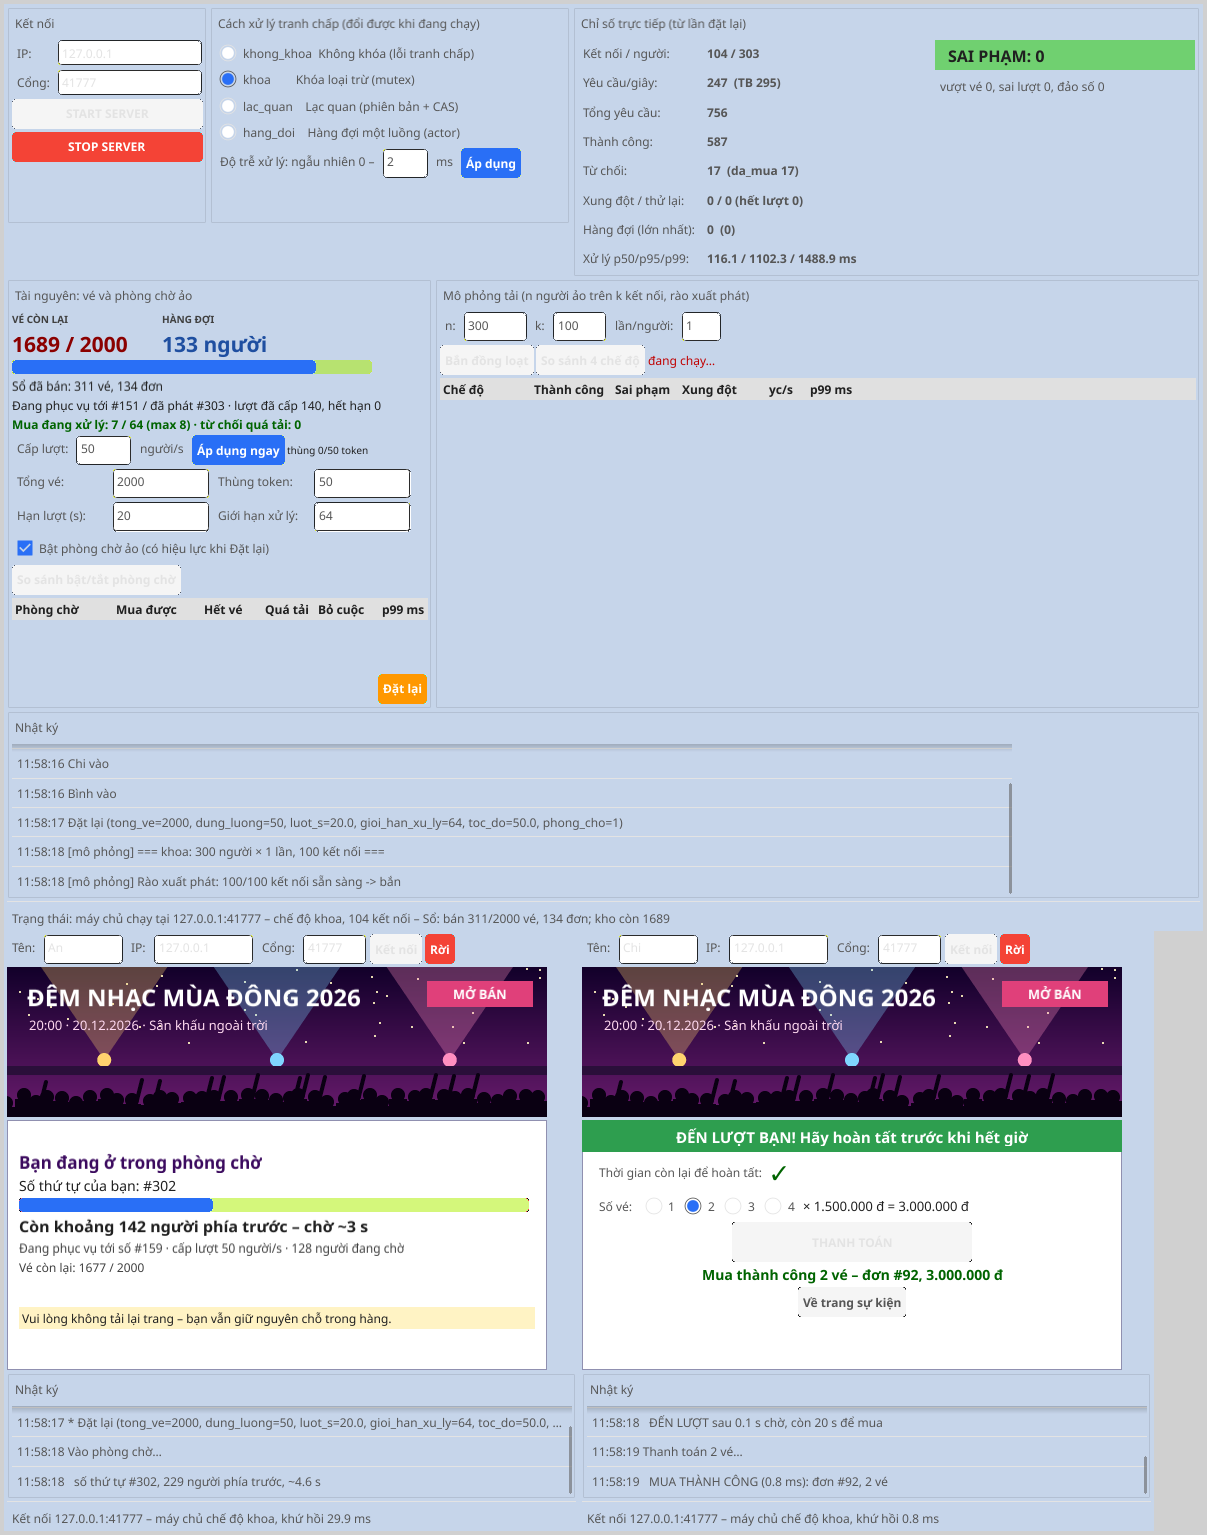 Kết nối
IP: 127.0.0.1
Cổng: 41777
START SERVER
STOP SERVER
Cách xử lý tranh chấp (đổi được khi đang chạy)
khong_khoa Không khóa (lỗi tranh chấp)
khoa Khóa loại trừ (mutex)
lac_quan Lạc quan (phiên bản + CAS)
hang_doi Hàng đợi một luồng (actor)
Độ trễ xử lý: ngẫu nhiên 0 – 2 ms Áp dụng
Chỉ số trực tiếp (từ lần đặt lại)
Kết nối / người: 104 / 303
Yêu cầu/giây: 247 (TB 295)
Tổng yêu cầu: 756
Thành công: 587
Từ chối: 17 (da_mua 17)
Xung đột / thử lại: 0 / 0 (hết lượt 0)
Hàng đợi (lớn nhất): 0 (0)
Xử lý p50/p95/p99: 116.1 / 1102.3 / 1488.9 ms
SAI PHẠM: 0
vượt vé 0, sai lượt 0, đảo số 0
Tài nguyên: vé và phòng chờ ảo
VÉ CÒN LẠI HÀNG ĐỢI
1689 / 2000 133 người
Sổ đã bán: 311 vé, 134 đơn
Đang phục vụ tới #151 / đã phát #303 · lượt đã cấp 140, hết hạn 0
Mua đang xử lý: 7 / 64 (max 8) · từ chối quá tải: 0
Cấp lượt: 50 người/s Áp dụng ngay thùng 0/50 token
Tổng vé: 2000 Thùng token: 50
Hạn lượt (s): 20 Giới hạn xử lý: 64
Bật phòng chờ ảo (có hiệu lực khi Đặt lại)
So sánh bật/tắt phòng chờ
Phòng chờ Mua được Hết vé Quá tải Bỏ cuộc p99 ms
Đặt lại
Mô phỏng tải (n người ảo trên k kết nối, rào xuất phát)
n: 300 k: 100 lần/người: 1
Bắn đồng loạt So sánh 4 chế độ đang chạy...
Chế độ Thành công Sai phạm Xung đột yc/s p99 ms
Nhật ký
11:58:16 Chi vào
11:58:16 Bình vào
11:58:17 Đặt lại (tong_ve=2000, dung_luong=50, luot_s=20.0, gioi_han_xu_ly=64, toc_do=50.0, phong_cho=1)
11:58:18 [mô phỏng] === khoa: 300 người × 1 lần, 100 kết nối ===
11:58:18 [mô phỏng] Rào xuất phát: 100/100 kết nối sẵn sàng -> bắn
Trạng thái: máy chủ chạy tại 127.0.0.1:41777 – chế độ khoa, 104 kết nối – Sổ: bán 311/2000 vé, 134 đơn; kho còn 1689
Tên: An IP: 127.0.0.1 Cổng: 41777 Kết nối Rời
ĐÊM NHẠC MÙA ĐÔNG 2026 MỞ BÁN
20:00 · 20.12.2026 · Sân khấu ngoài trời
Bạn đang ở trong phòng chờ
Số thứ tự của bạn: #302
Còn khoảng 142 người phía trước – chờ ~3 s
Đang phục vụ tới số #159 · cấp lượt 50 người/s · 128 người đang chờ
Vé còn lại: 1677 / 2000
Vui lòng không tải lại trang – bạn vẫn giữ nguyên chỗ trong hàng.
Nhật ký
11:58:17 * Đặt lại (tong_ve=2000, dung_luong=50, luot_s=20.0, gioi_han_xu_ly=64, toc_do=50.0, ...
11:58:18 Vào phòng chờ...
11:58:18 số thứ tự #302, 229 người phía trước, ~4.6 s
Kết nối 127.0.0.1:41777 – máy chủ chế độ khoa, khứ hồi 29.9 ms
Tên: Chi IP: 127.0.0.1 Cổng: 41777 Kết nối Rời
ĐÊM NHẠC MÙA ĐÔNG 2026 MỞ BÁN
20:00 · 20.12.2026 · Sân khấu ngoài trời
ĐẾN LƯỢT BẠN! Hãy hoàn tất trước khi hết giờ
Thời gian còn lại để hoàn tất: ✓
Số vé: 1 2 3 4 × 1.500.000 đ = 3.000.000 đ
THANH TOÁN
Mua thành công 2 vé – đơn #92, 3.000.000 đ
Về trang sự kiện
Nhật ký
11:58:18 ĐẾN LƯỢT sau 0.1 s chờ, còn 20 s để mua
11:58:19 Thanh toán 2 vé...
11:58:19 MUA THÀNH CÔNG (0.8 ms): đơn #92, 2 vé
Kết nối 127.0.0.1:41777 – máy chủ chế độ khoa, khứ hồi 0.8 ms